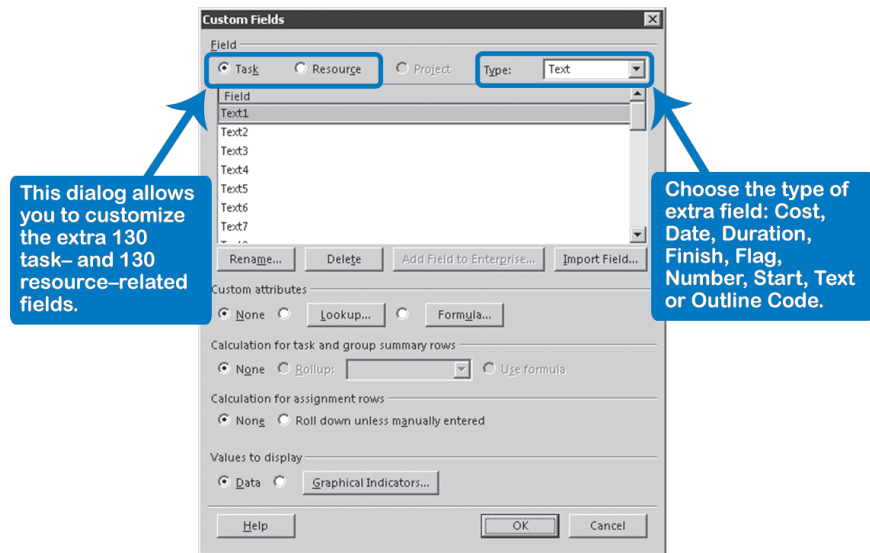 Custom Fields
Field
Task Resource Project Type: Text
Field
Text1
Text2
Text3
Text4
Text5
Text6
Text7
Rename... Delete Add Field to Enterprise... Import Field...
Custom attributes
None Lookup... Formula...
Calculation for task and group summary rows
None Rollup: Use formula
Calculation for assignment rows
None Roll down unless manually entered
Values to display
Data Graphical Indicators...
Help OK Cancel
This dialog allows
you to customize
the extra 130
task– and 130
resource–related
fields.
Choose the type of
extra field: Cost,
Date, Duration,
Finish, Flag,
Number, Start, Text
or Outline Code.